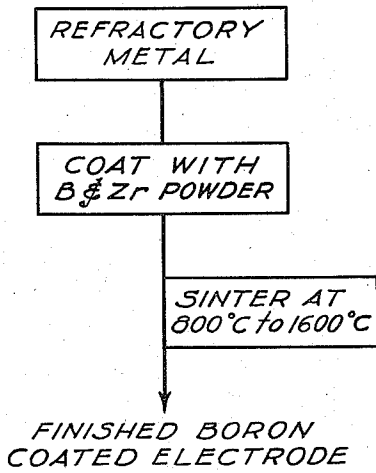 REFRACTORY
METAL
COAT WITH
B & Zr POWDER
SINTER AT
800°C to 1600°C
FINISHED BORON
COATED ELECTRODE